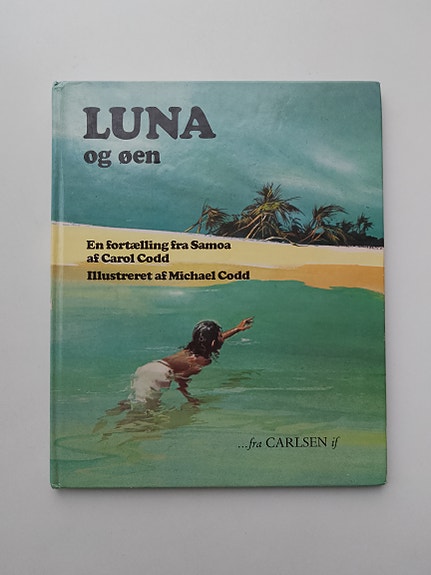 LUNA
og øen
En fortælling fra Samoa
af Carol Codd
Illustreret af Michael Codd
...fra CARLSEN if